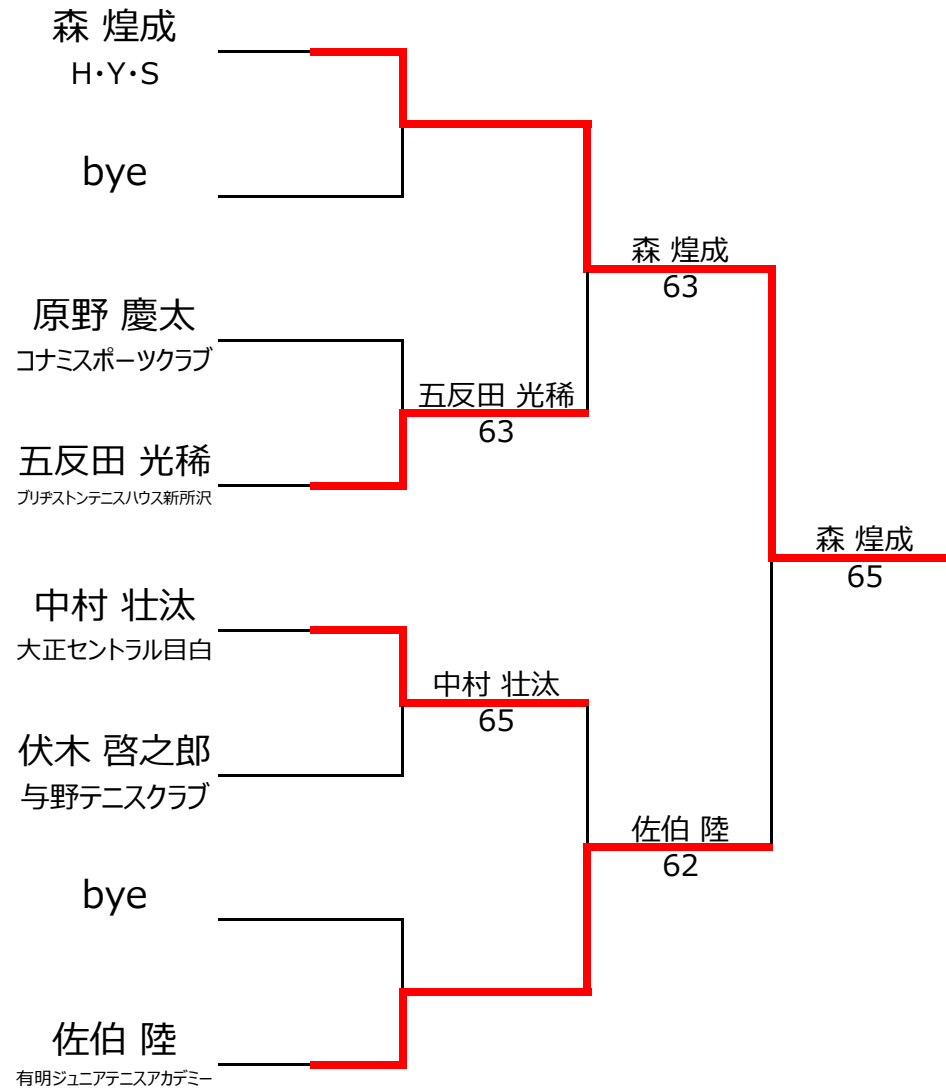 森 煌成
H・Y・S
bye
原野 慶太
コナミスポーツクラブ
五反田 光稀
ブリヂストンテニスハウス新所沢
中村 壮汰
大正セントラル目白
伏木 啓之郎
与野テニスクラブ
bye
佐伯 陸
有明ジュニアテニスアカデミー
五反田 光稀
63
中村 壮汰
65
森 煌成
63
佐伯 陸
62
森 煌成
65